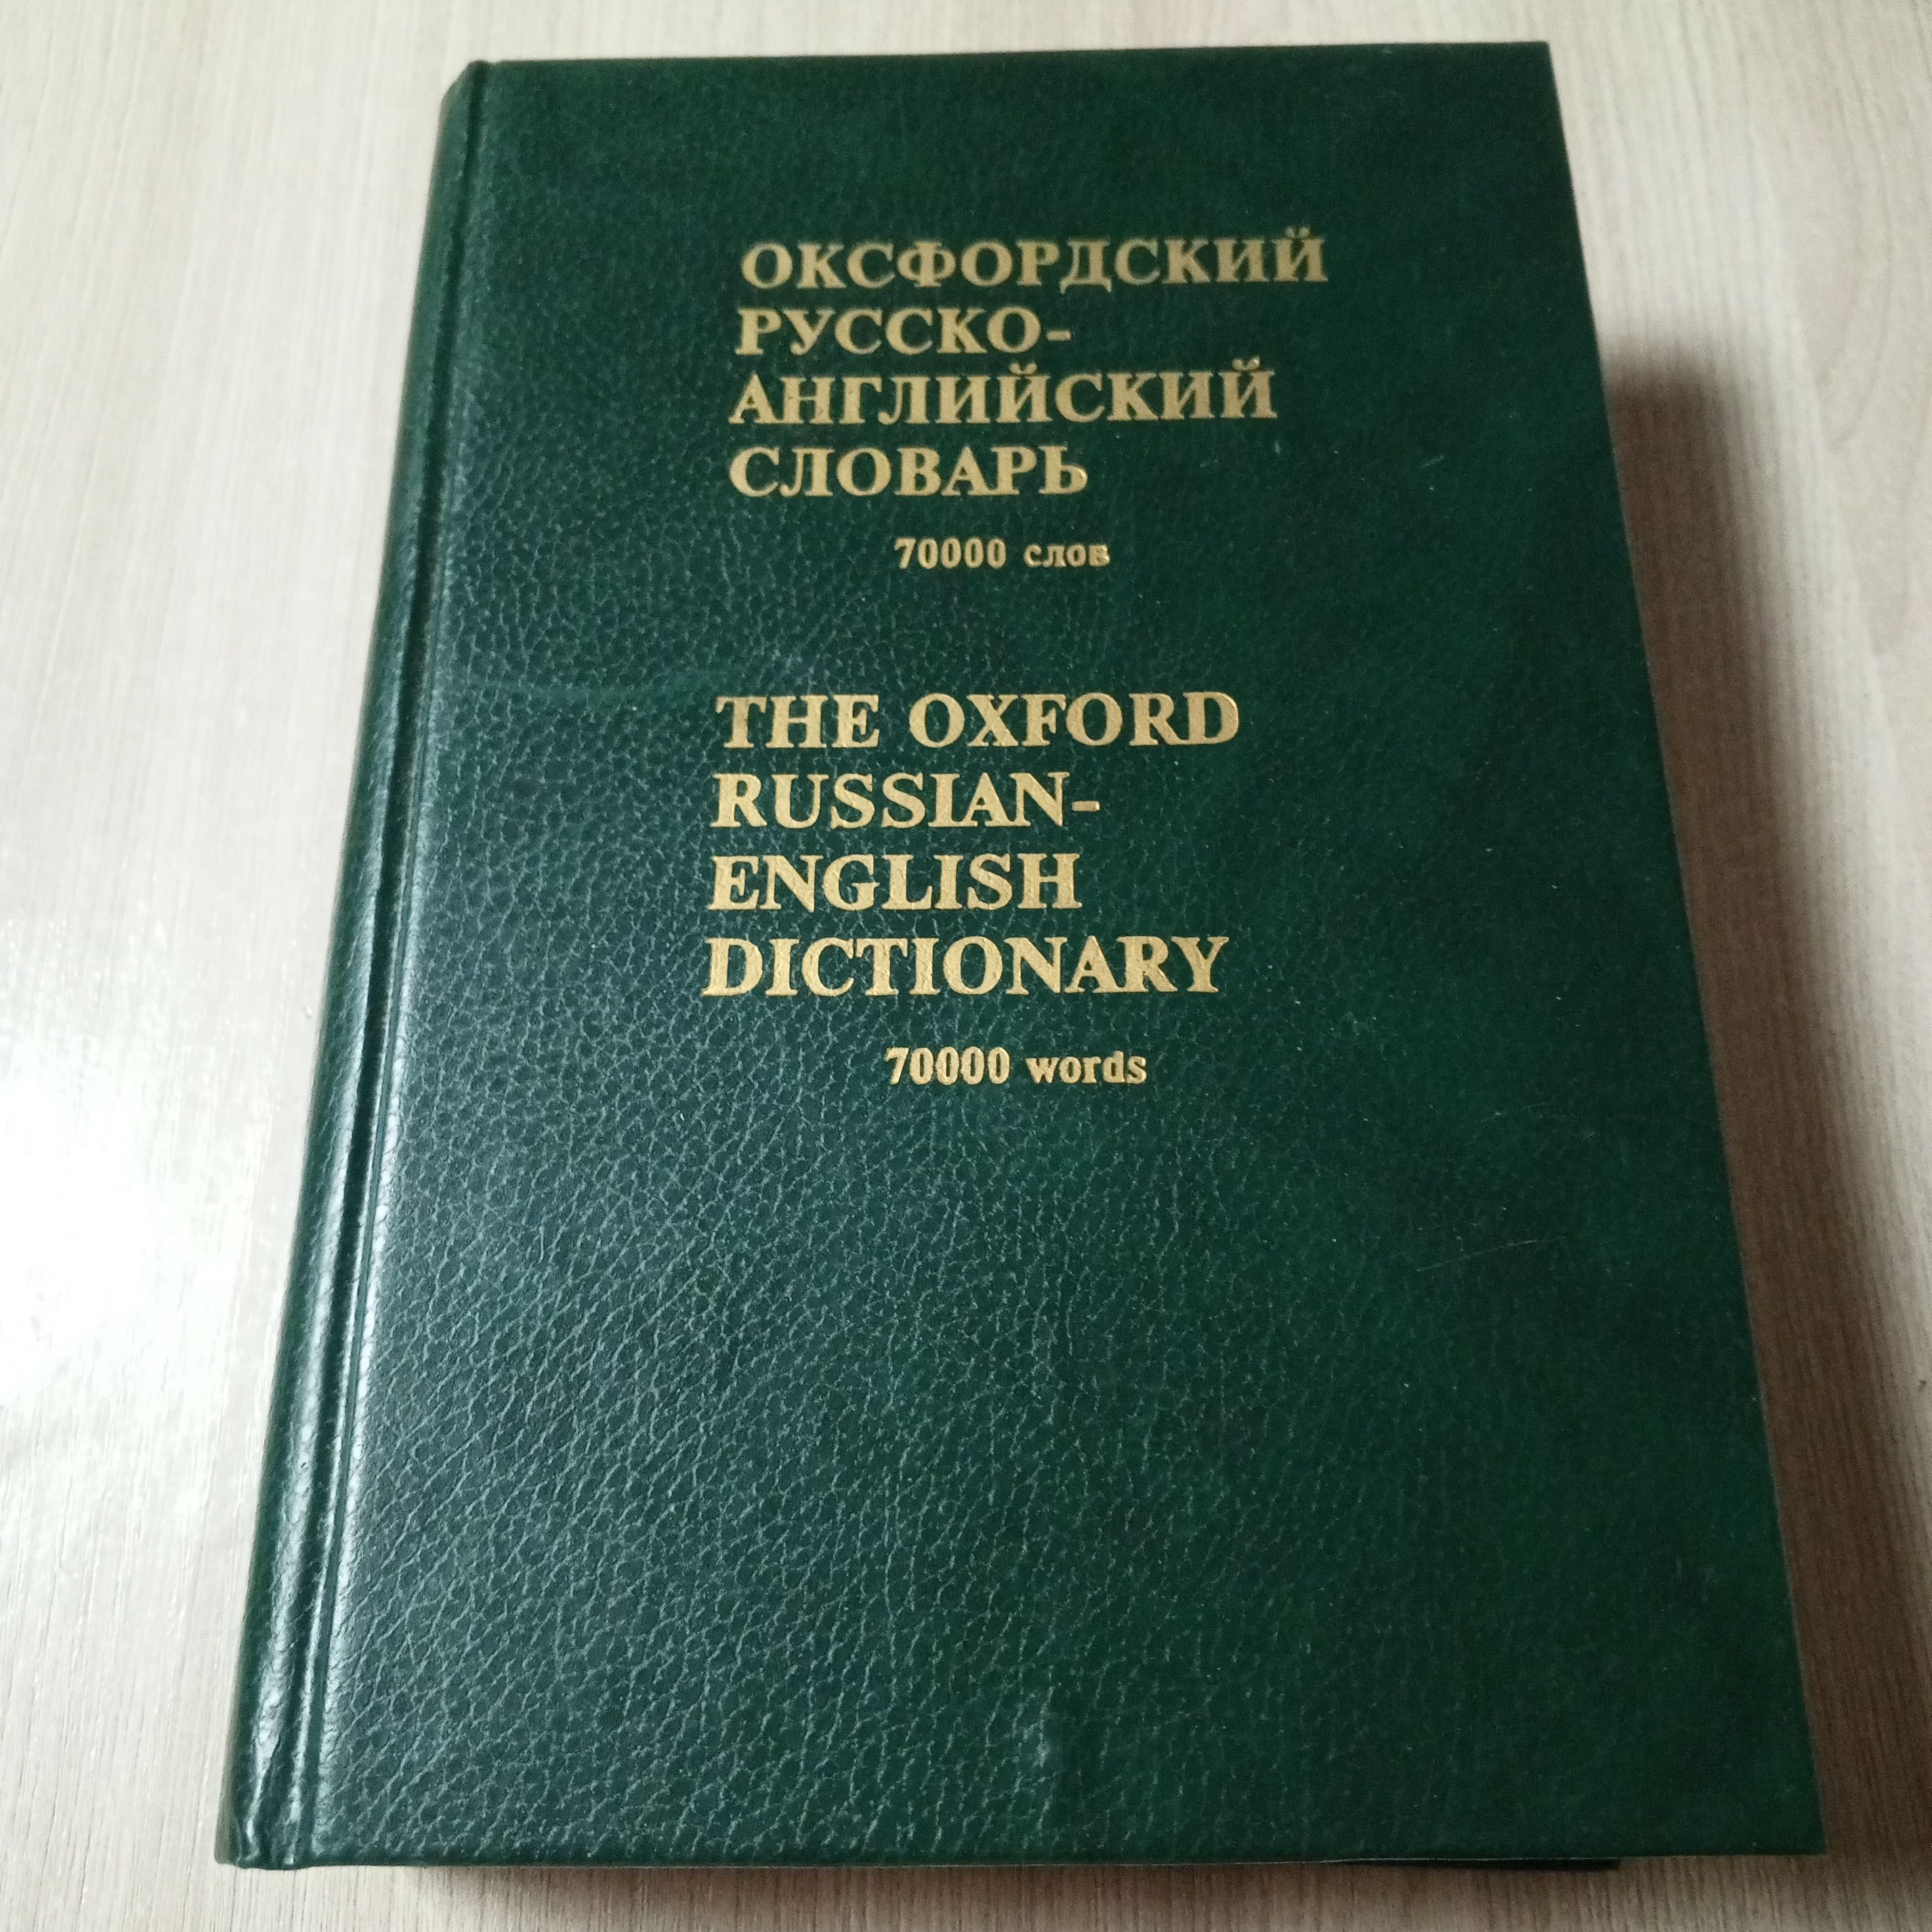 ОКСФОРДСКИЙ
РУССКО-
АНГЛИЙСКИЙ
СЛОВАРЬ
70000 слов
THE OXFORD
RUSSIAN-
ENGLISH
DICTIONARY
70000 words